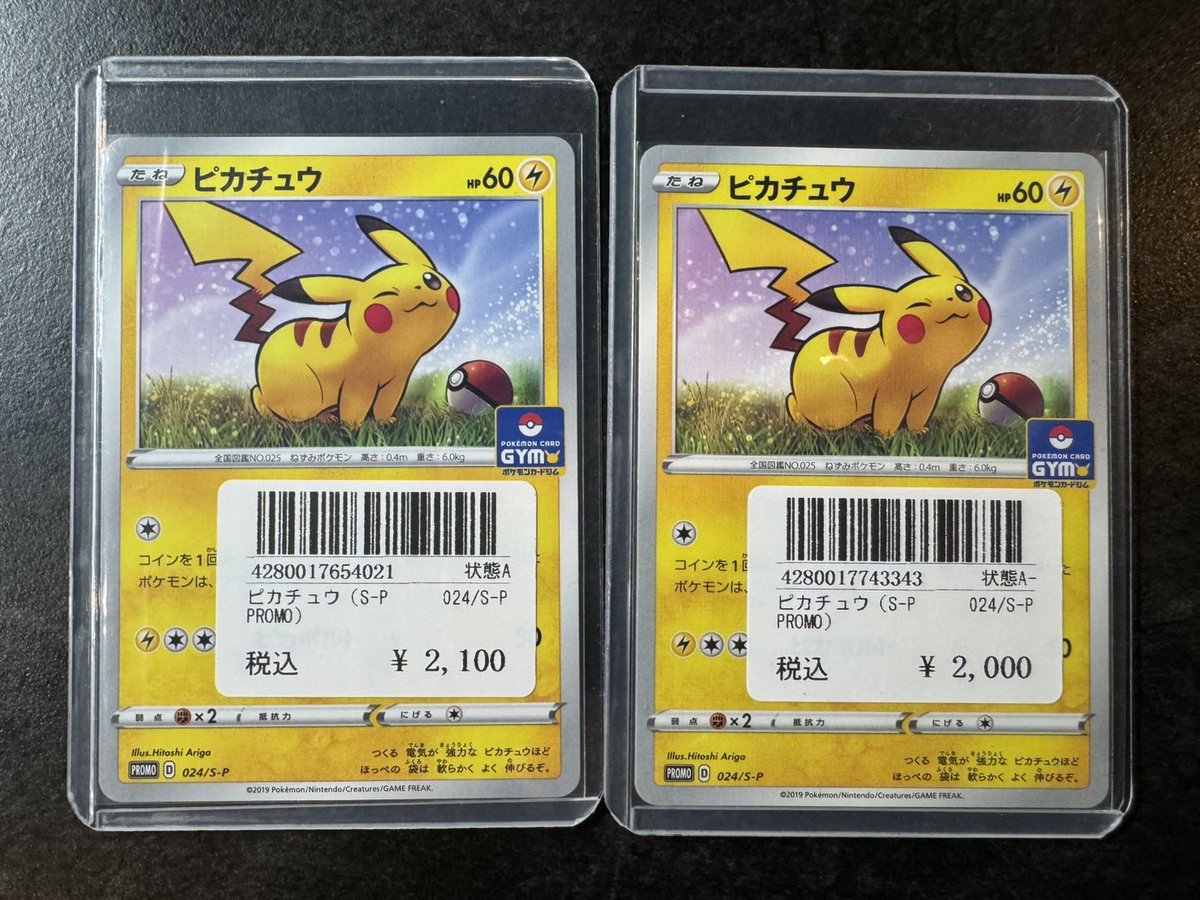 たね ピカチュウ HP60
全国図鑑NO.025 ねずみポケモン 高さ:0.4m 重さ:6.0kg
POKÉMON CARD
GYM
ポケモンカードジム
コインを1回
ポケモンは、
4280017654021 状態A
ピカチュウ(S-P 024/S-P
PROMO)
税込 ¥ 2,100
弱点 ×2 抵抗力 にげる
Illus.Hitoshi Ariga
つくる 電気が 強力な ピカチュウほど
ほっぺの 袋は 軟らかく よく 伸びるぞ。
PROMO D 024/S-P
©2019 Pokémon/Nintendo/Creatures/GAME FREAK.
たね ピカチュウ HP60
全国図鑑NO.025 ねずみポケモン 高さ:0.4m 重さ:6.0kg
POKÉMON CARD
GYM
ポケモンカードジム
コインを1回
ポケモンは、
4280017743343 状態A-
ピカチュウ(S-P 024/S-P
PROMO)
税込 ¥ 2,000
弱点 ×2 抵抗力 にげる
Illus.Hitoshi Ariga
つくる 電気が 強力な ピカチュウほど
ほっぺの 袋は 軟らかく よく 伸びるぞ。
PROMO D 024/S-P
©2019 Pokémon/Nintendo/Creatures/GAME FREAK.